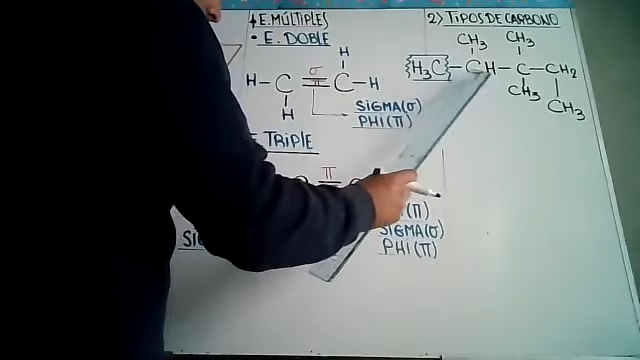 E. MÚLTIPLES
• E. DOBLE
H
H – C = C – H
σ
π
H
SIGMA(σ)
PHI(π)
TRIPLE
π
(π)
SIGMA(σ)
PHI(π)
2) TIPOS DE CARBONO
CH3 CH3
H3C – CH – C – CH2
CH3 CH3